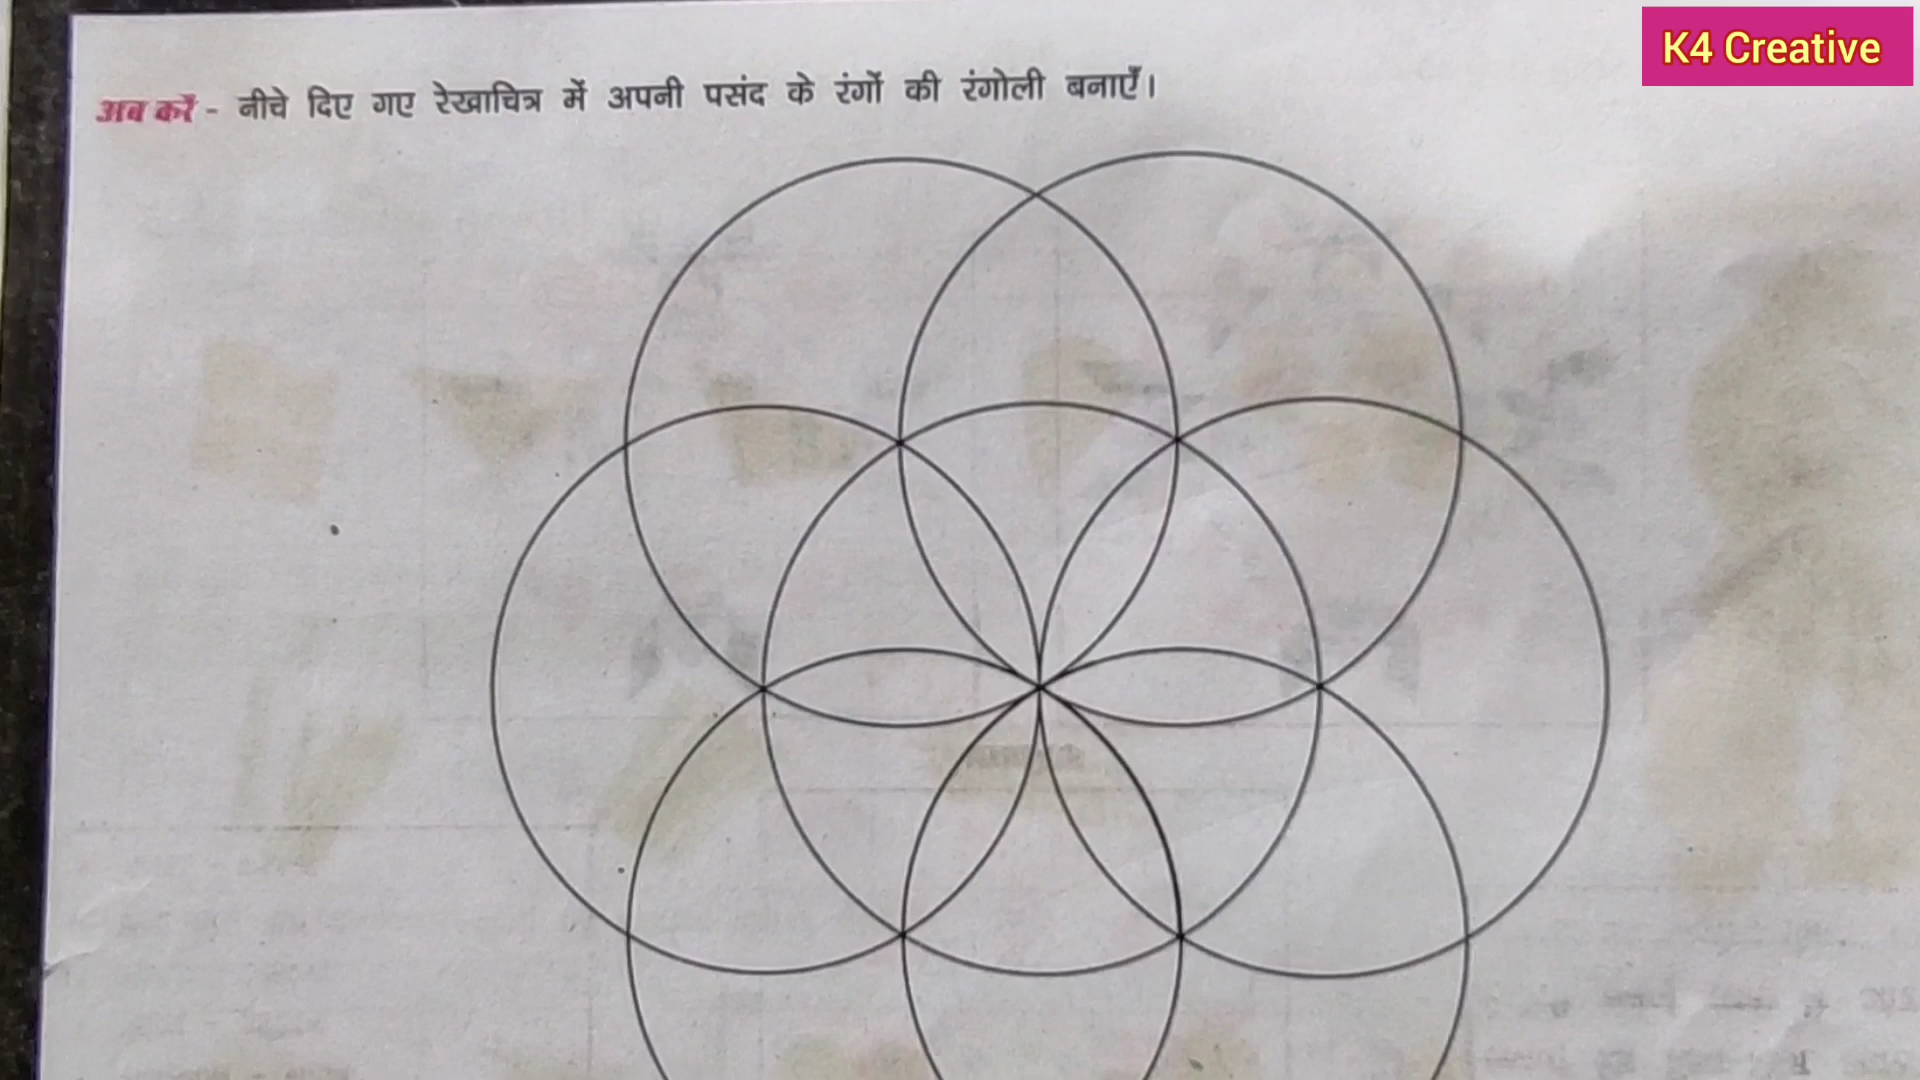 K4 Creative
अब करें - नीचे दिए गए रेखाचित्र में अपनी पसंद के रंगों की रंगोली बनाएँ।